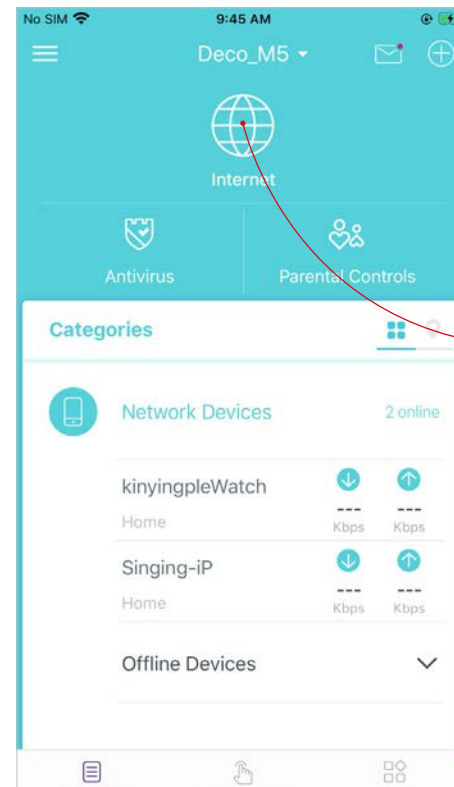 No SIM 9:45 AM
Deco_M5
Internet
Antivirus Parental Controls
Categories
Network Devices 2 online
kinyingpleWatch
Home
--- ---
Kbps Kbps
Singing-iP
Home
--- ---
Kbps Kbps
Offline Devices